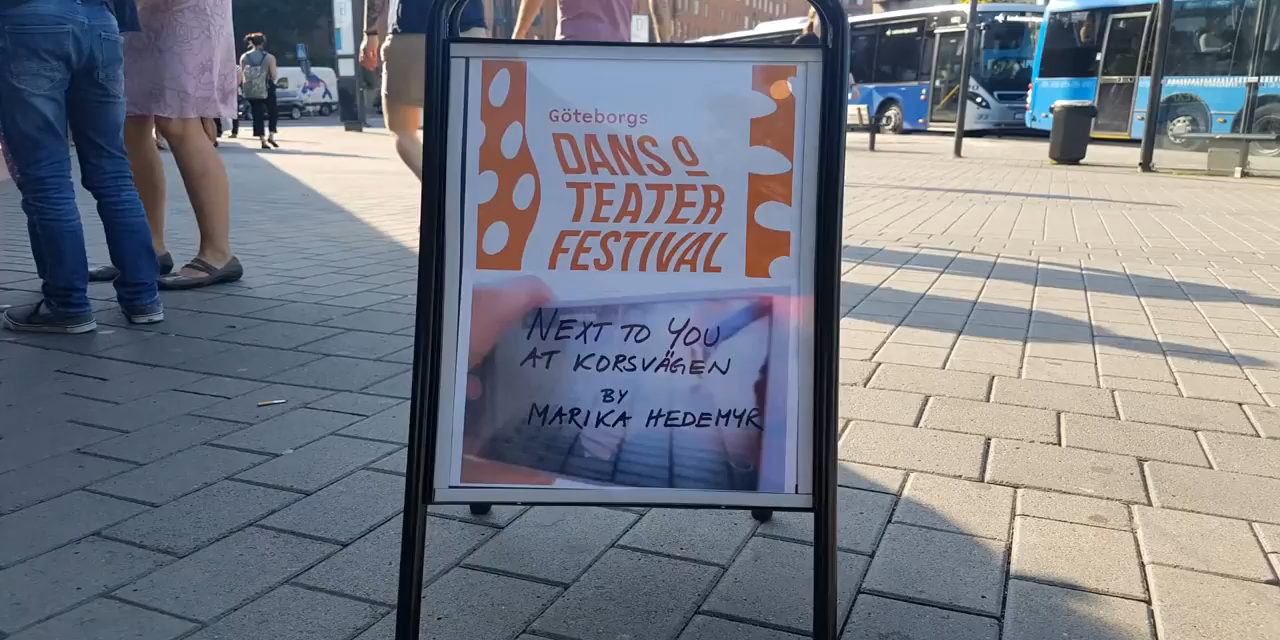 Göteborgs
DANS O
TEATER
FESTIVAL
NEXT TO YOU
AT KORSVÄGEN
BY
MARIKA HEDEMYR